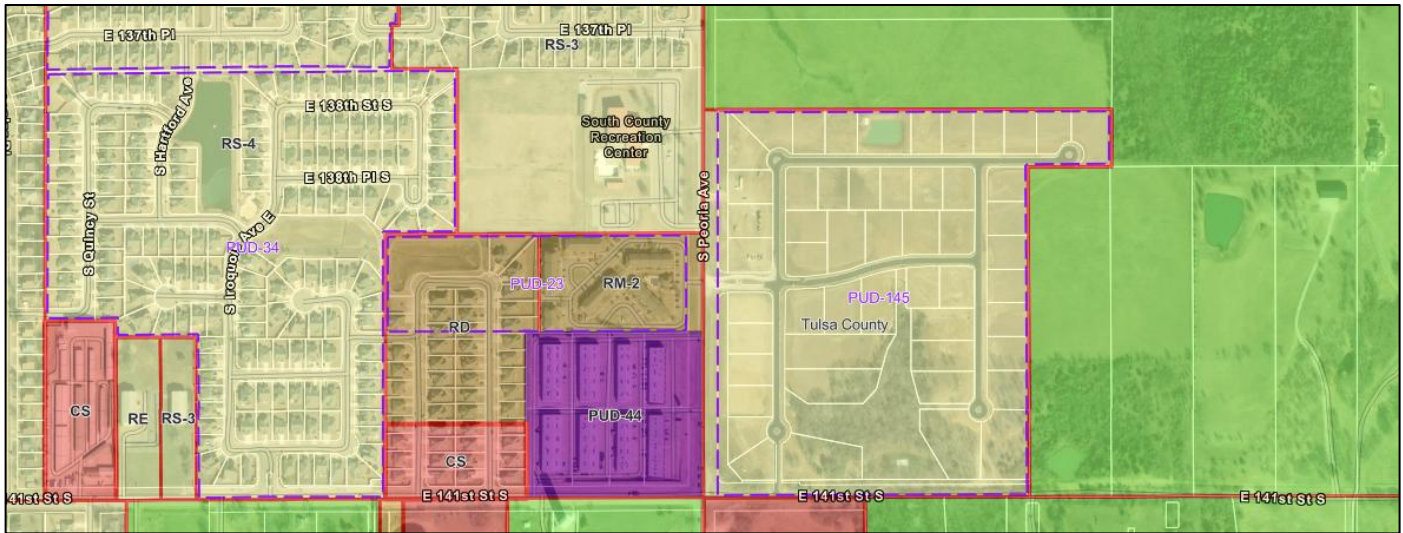 E 137th Pl
E 137th Pl
RS-3
S Hartford Ave
E 138th St S
RS-4
South County
Recreation
Center
E 138th Pl S
S Peoria Ave
S Quincy St
S Iroquois Ave E
PUD-34
PUD-23
RM-2
PUD-145
Tulsa County
RD
CS
RE
RS-3
PUD-44
CS
41st St S
E 141st St S
E 141st St S
E 141st St S